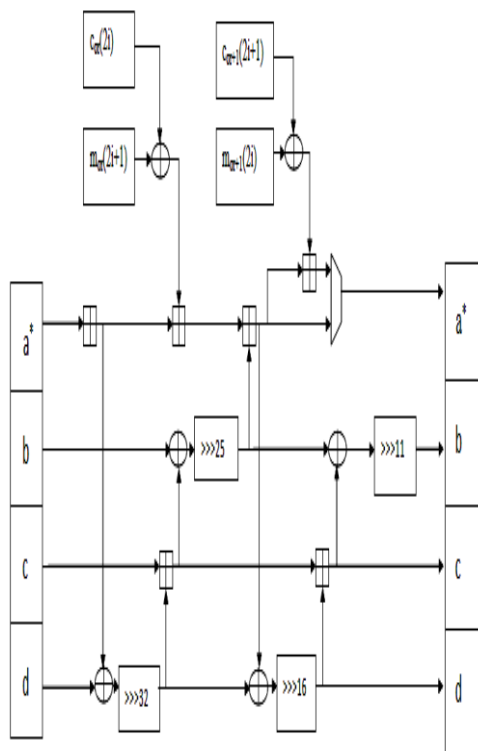 cσr(2i)
cσr+1(2i+1)
mσr(2i+1)
mσr+1(2i)
a* a*
b >>>25 >>>11 b
c c
d >>>32 >>>16 d